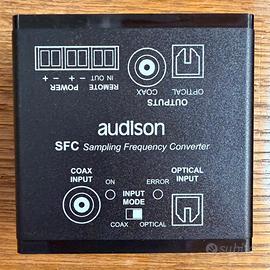 IN OUT
REMOTE
- +
POWER
- +
COAX
OPTICAL
OUTPUTS
audison
SFC Sampling Frequency Converter
COAX
INPUT
ON
ERROR
INPUT
MODE
OPTICAL
INPUT
COAX
OPTICAL
subito